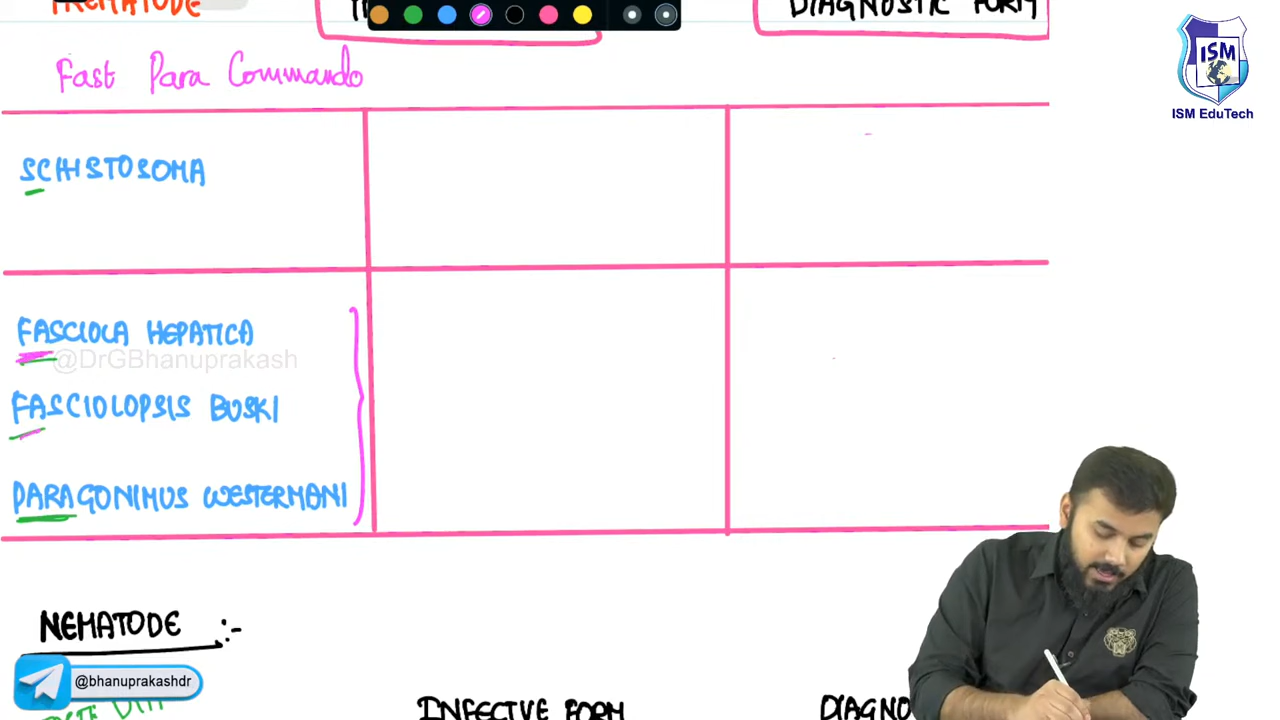 TREMATODE
DIAGNOSTIC FORM
Fast Para Commando
SCHISTOSOMA
FASCIOLA HEPATICA
@DrGBhanuprakash
FASCIOLOPSIS BUSKI
PARAGONIMUS WESTERMANI
NEMATODE :-
@bhanuprakashdr
INFECTIVE FORM
DIAGNO
ISM
ISM EduTech